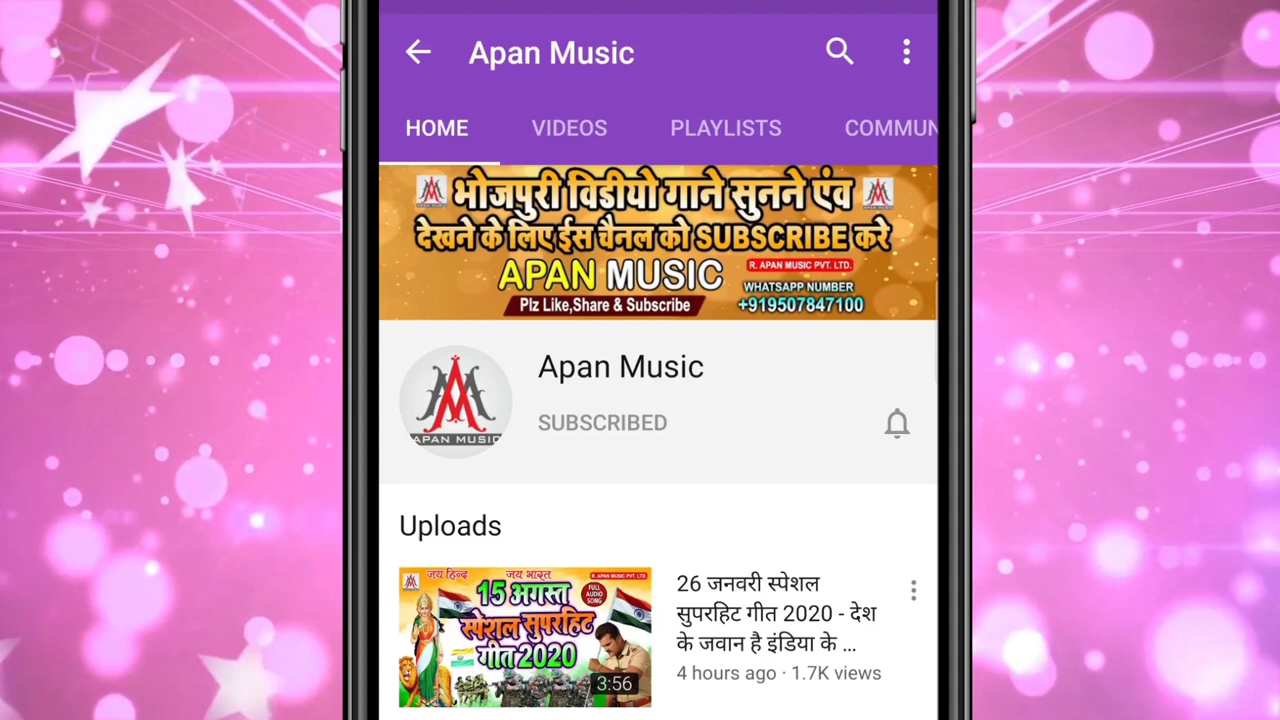 Apan Music
HOME VIDEOS PLAYLISTS COMMUN
भोजपुरी विडीयो गाने सुनने एंव
देखने के लिए ईस चैनल को SUBSCRIBE करे
APAN MUSIC
R. APAN MUSIC PVT. LTD.
WHATSAPP NUMBER
+919507847100
Plz Like,Share & Subscribe
APAN MUSIC
Apan Music
SUBSCRIBED
Uploads
जय हिन्द जय भारत
R. APAN MUSIC PVT. LTD
15 अगस्त
FULL
AUDIO
SONG
स्पेशल सुपरहिट
गीत 2020
3:56
26 जनवरी स्पेशल
सुपरहिट गीत 2020 - देश
के जवान है इंडिया के ...
4 hours ago · 1.7K views